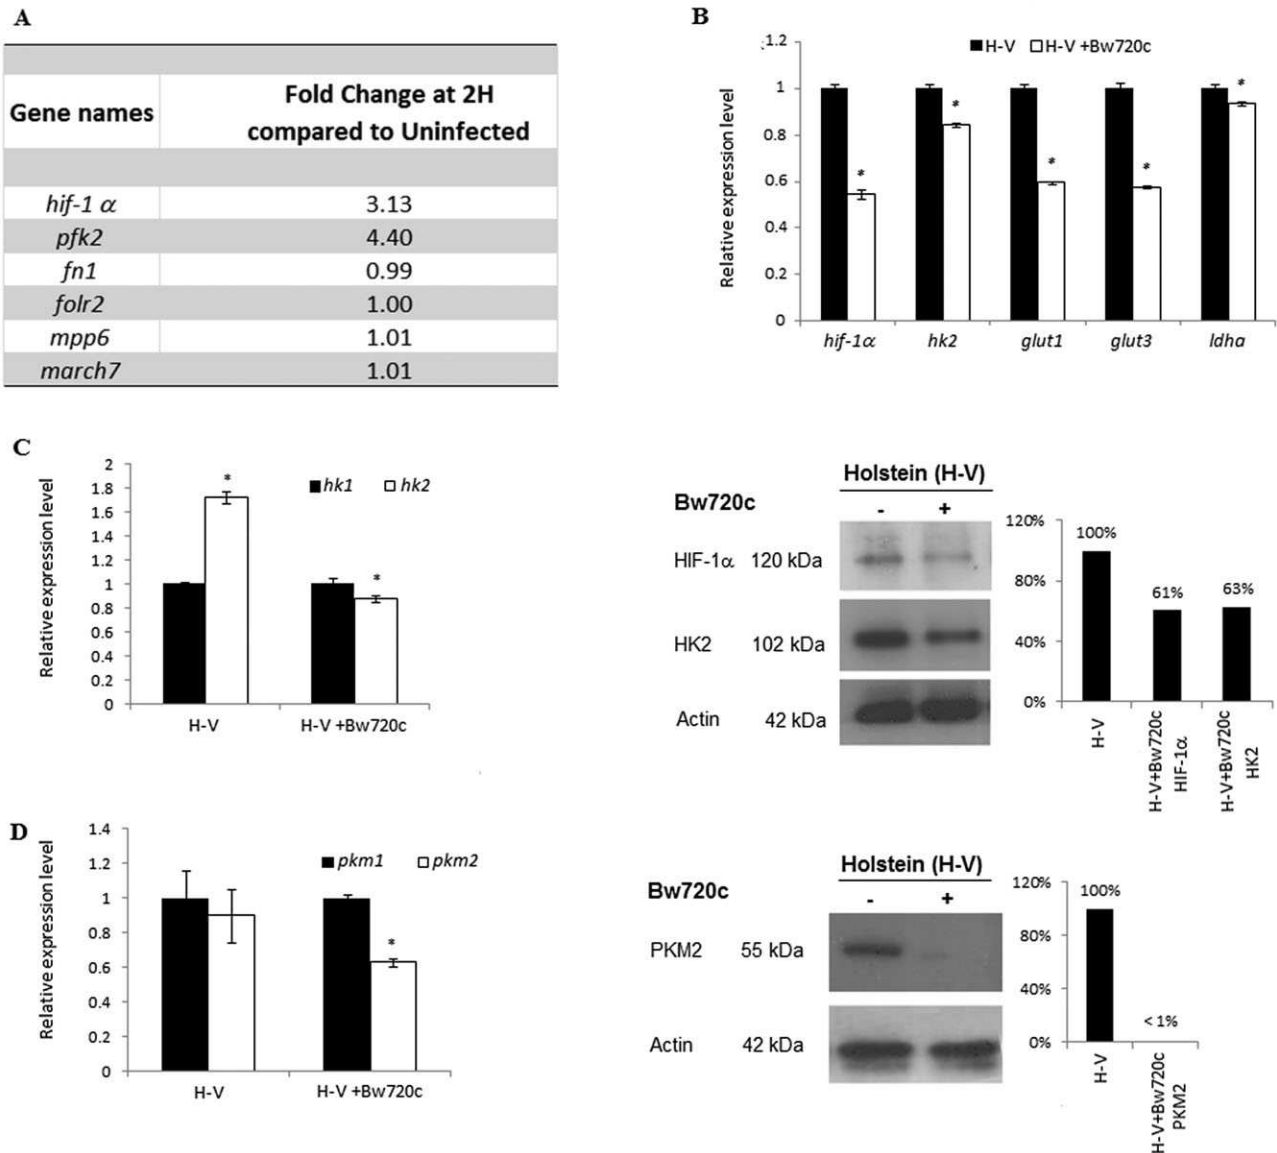 A
Gene names
Fold Change at 2H
compared to Uninfected
hif-1 α 3.13
pfk2 4.40
fn1 0.99
folr2 1.00
mpp6 1.01
march7 1.01
B
H-V H-V +Bw720c
Relative expression level
1.2
1
0.8
0.6
0.4
0.2
0
* * * * *
hif-1α hk2 glut1 glut3 ldha
C
Relative expression level
2
1.8
1.6
1.4
1.2
1
0.8
0.6
0.4
0.2
0
hk1 hk2
* *
H-V H-V +Bw720c
Holstein (H-V)
Bw720c - +
HIF-1α 120 kDa
HK2 102 kDa
Actin 42 kDa
120%
80%
40%
0%
100%
61%
63%
H-V
H-V+Bw720c
HIF-1α
H-V+Bw720c
HK2
D
Relative expression level
1.4
1.2
1
0.8
0.6
0.4
0.2
0
pkm1 pkm2
*
H-V H-V +Bw720c
Holstein (H-V)
Bw720c - +
PKM2 55 kDa
Actin 42 kDa
120%
80%
40%
0%
100%
< 1%
H-V
H-V+Bw720c
PKM2